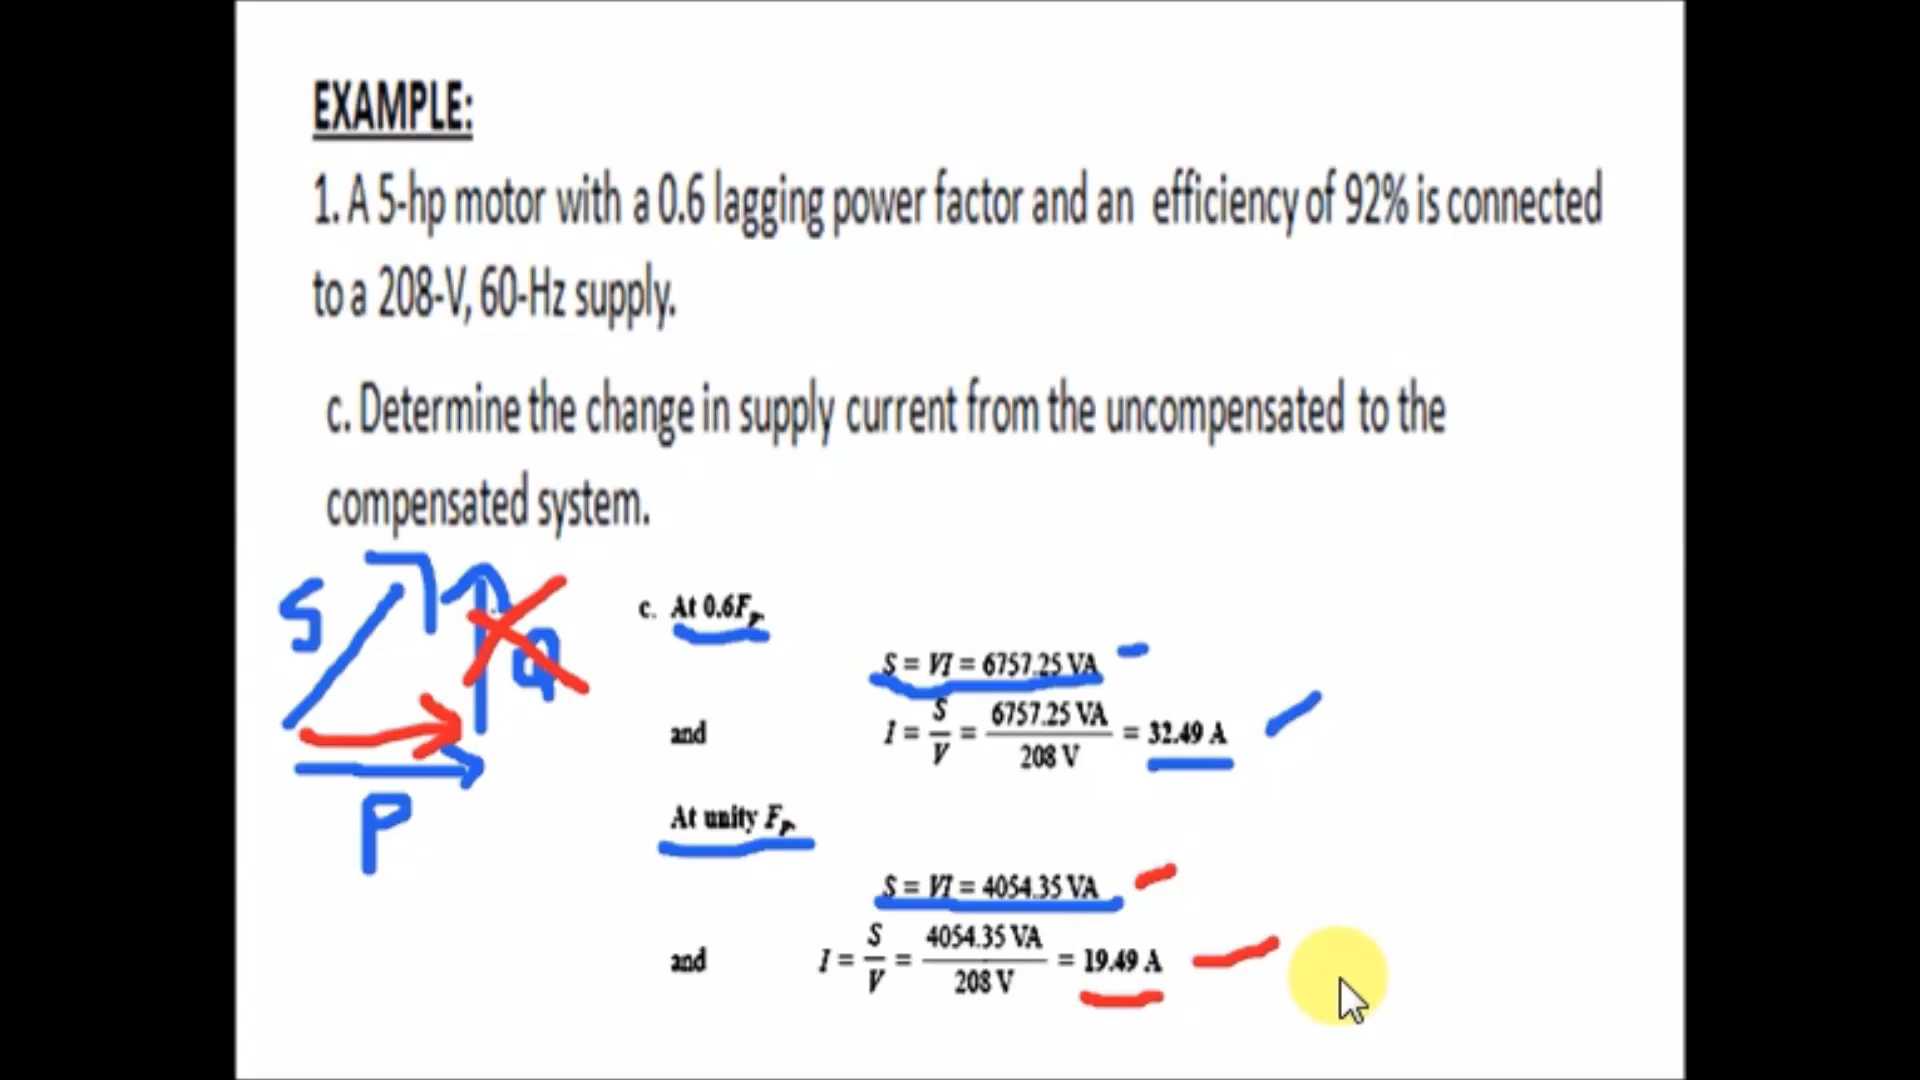 EXAMPLE:
1. A 5-hp motor with a 0.6 lagging power factor and an efficiency of 92% is connected
to a 208-V, 60-Hz supply.
c. Determine the change in supply current from the uncompensated to the
compensated system.
S
Q
P
c. At 0.6Fp,
S = VI = 6757.25 VA
and I = S/V = 6757.25 VA / 208 V = 32.49 A
At unity Fp,
S = VI = 4054.35 VA
and I = S/V = 4054.35 VA / 208 V = 19.49 A